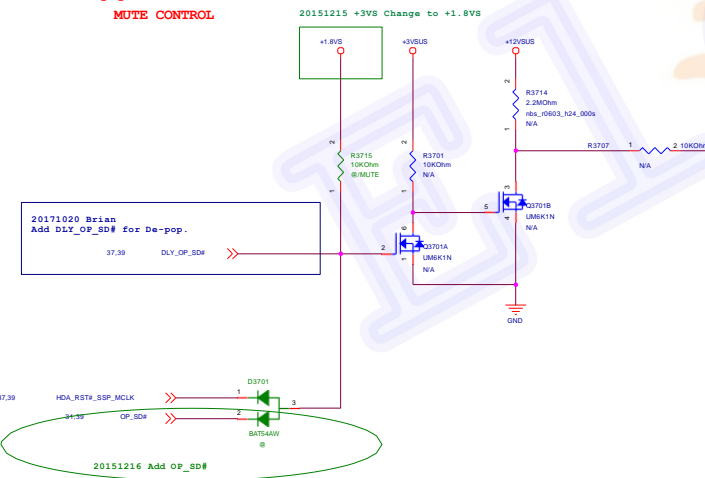 MUTE CONTROL
20151215 +3VS Change to +1.8VS
+1.8VS
+3VSUS
+12VSUS
2
R3714
2.2MOhm
nbs_r0603_h24_000s
N/A
1
R3707
1
2
10KOhm
N/A
2
R3715
10KOhm
@/MUTE
1
2
R3701
10KOhm
N/A
1
3
5
Q3701B
UM6K1N
N/A
4
20171020 Brian
Add DLY_OP_SD# for De-pop.
37,39
DLY_OP_SD#
6
2
Q3701A
UM6K1N
N/A
1
GND
D3701
37,39
HDA_RST#_SSP_MCLK
1
3
31,39
OP_SD#
2
BAT54AW
@
20151216 Add OP_SD#